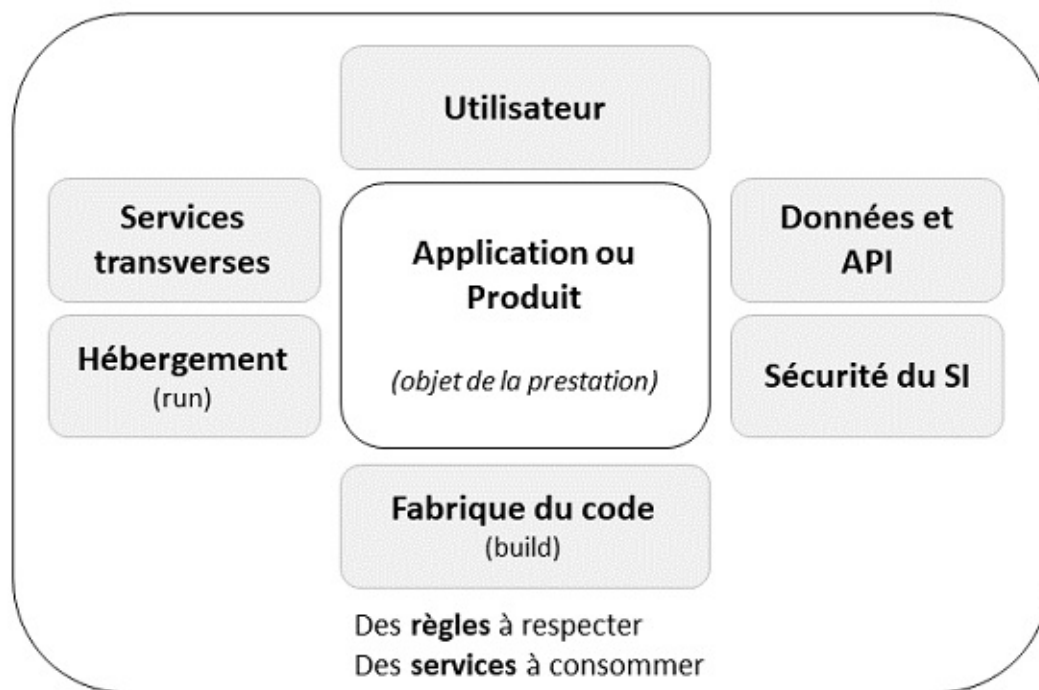 Utilisateur
Services
transverses
Application ou
Produit
(objet de la prestation)
Données et
API
Hébergement
(run)
Sécurité du SI
Fabrique du code
(build)
Des règles à respecter
Des services à consommer